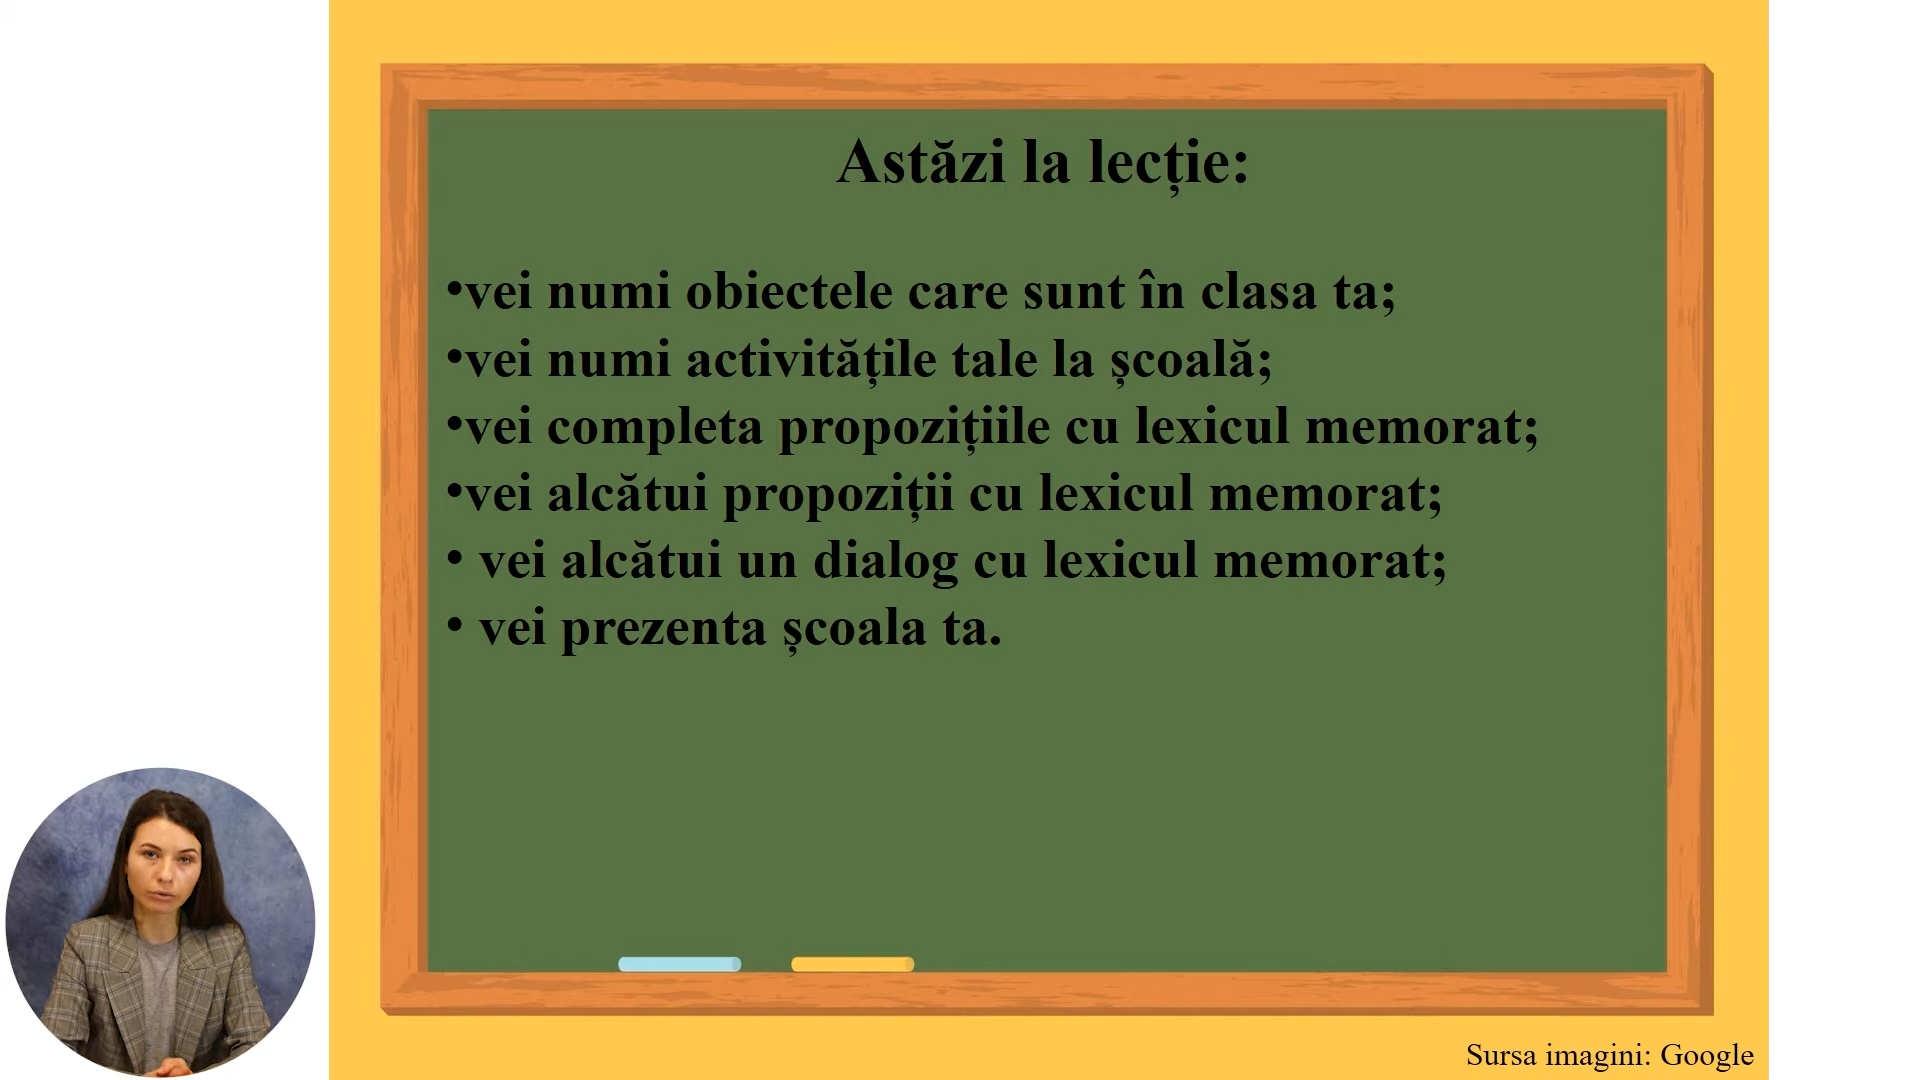 Astăzi la lecție:
•vei numi obiectele care sunt în clasa ta;
•vei numi activitățile tale la școală;
•vei completa propozițiile cu lexicul memorat;
•vei alcătui propoziții cu lexicul memorat;
• vei alcătui un dialog cu lexicul memorat;
• vei prezenta școala ta.
Sursa imagini: Google